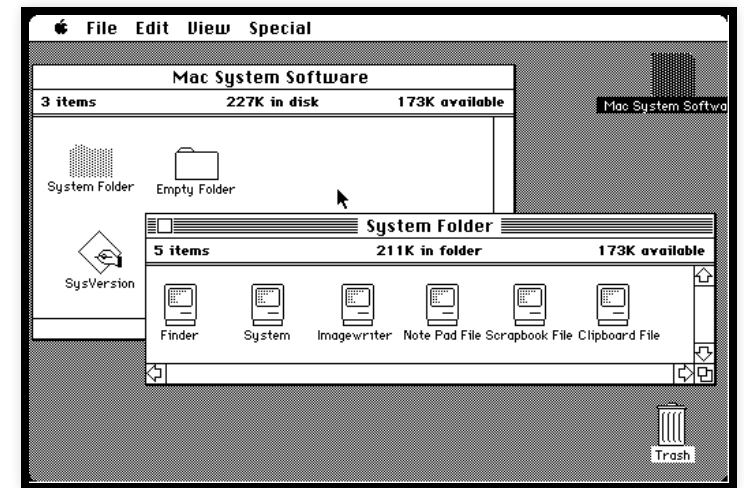 File Edit View Special
Mac System Software
3 items 227K in disk 173K available
Mac System Softwa
System Folder Empty Folder
System Folder
5 items 211K in folder 173K available
SysVersion
Finder System Imagewriter Note Pad File Scrapbook File Clipboard File
Trash